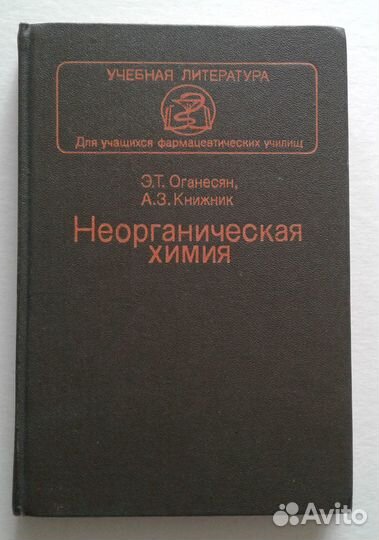 УЧЕБНАЯ ЛИТЕРАТУРА
Для учащихся фармацевтических училищ
Э.Т. Оганесян,
А.З. Книжник
Неорганическая
химия
Avito